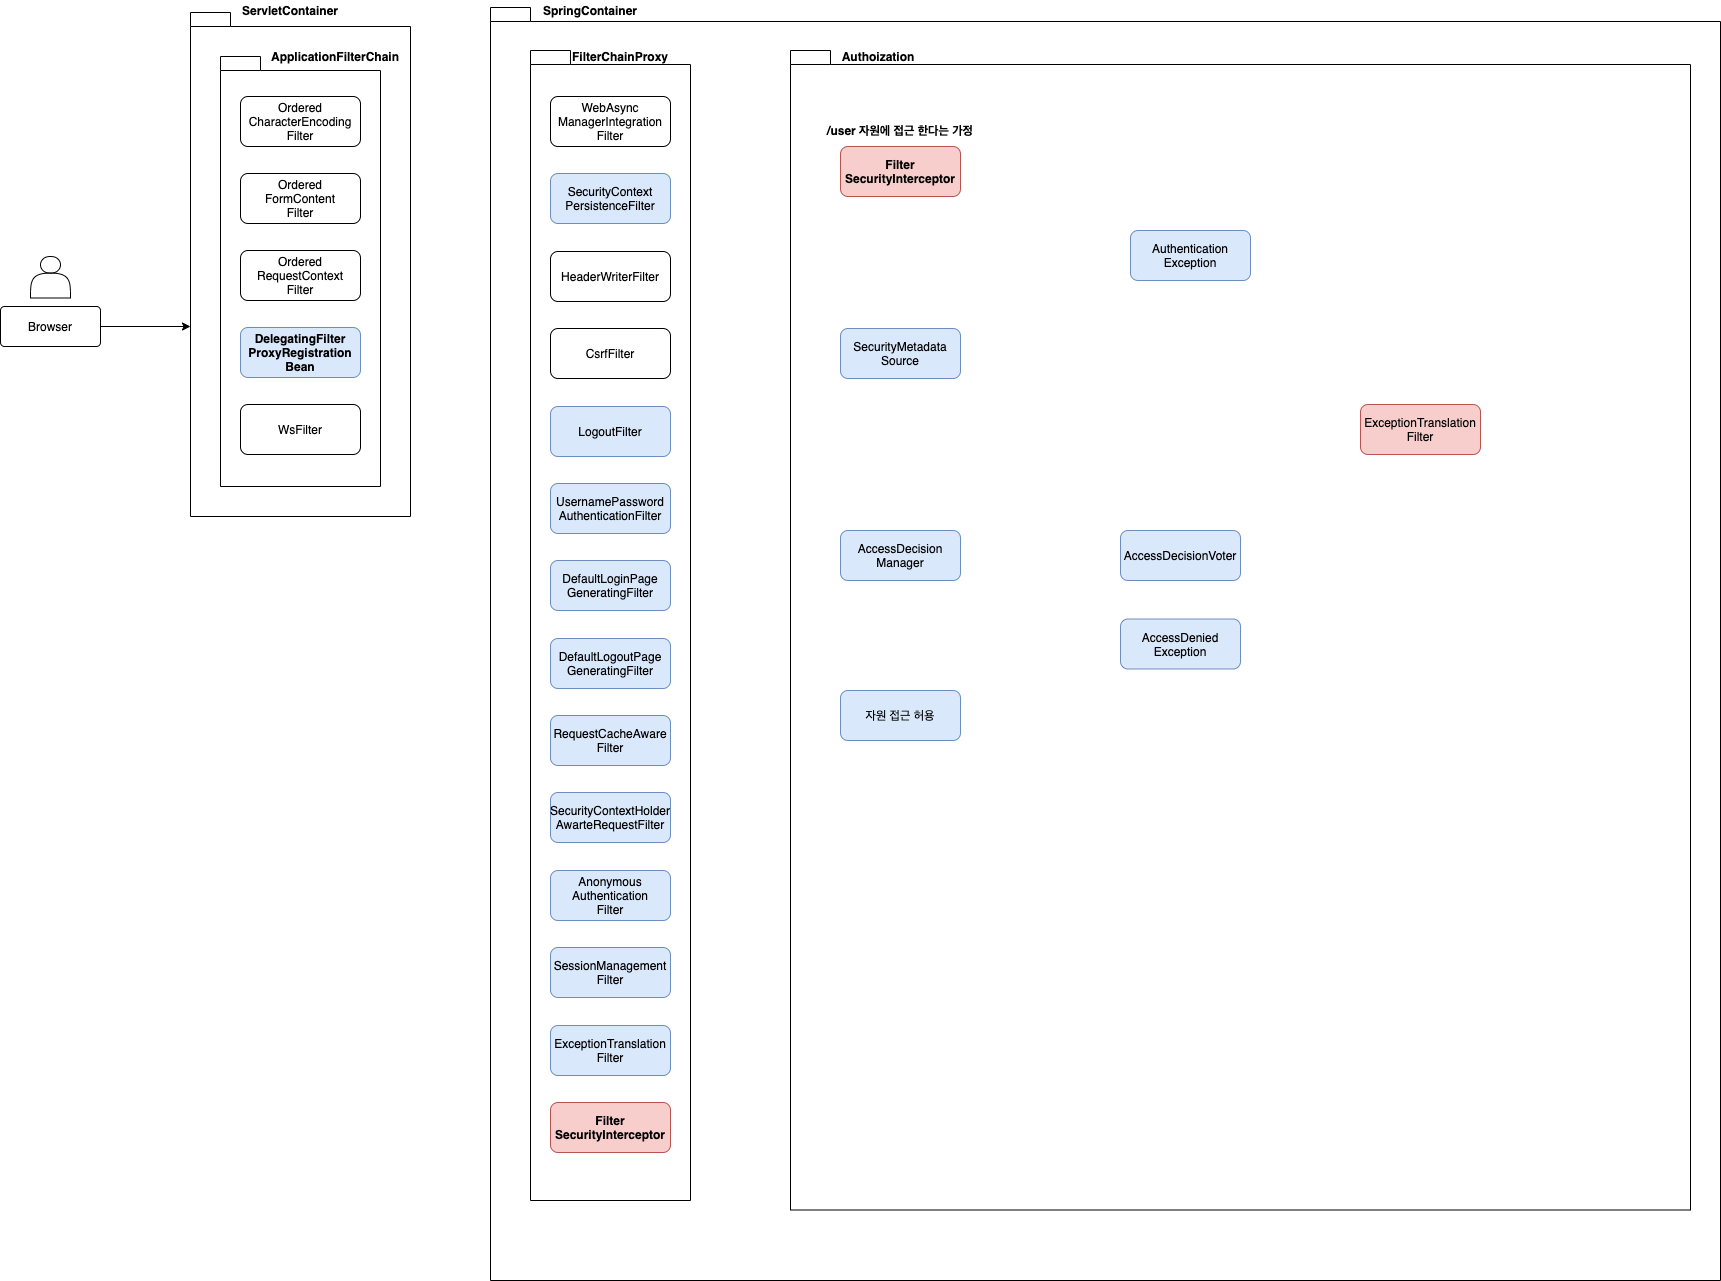 ServletContainer
ApplicationFilterChain
Ordered
CharacterEncoding
Filter
Ordered
FormContent
Filter
Ordered
RequestContext
Filter
Browser
DelegatingFilter
ProxyRegistration
Bean
WsFilter
SpringContainer
FilterChainProxy
WebAsync
ManagerIntegration
Filter
SecurityContext
PersistenceFilter
HeaderWriterFilter
CsrfFilter
LogoutFilter
UsernamePassword
AuthenticationFilter
DefaultLoginPage
GeneratingFilter
DefaultLogoutPage
GeneratingFilter
RequestCacheAware
Filter
SecurityContextHolder
AwarteRequestFilter
Anonymous
Authentication
Filter
SessionManagement
Filter
ExceptionTranslation
Filter
Filter
SecurityInterceptor
Authoization
/user 자원에 접근 한다는 가정
Filter
SecurityInterceptor
Authentication
Exception
SecurityMetadata
Source
ExceptionTranslation
Filter
AccessDecision
Manager
AccessDecisionVoter
AccessDenied
Exception
자원 접근 허용